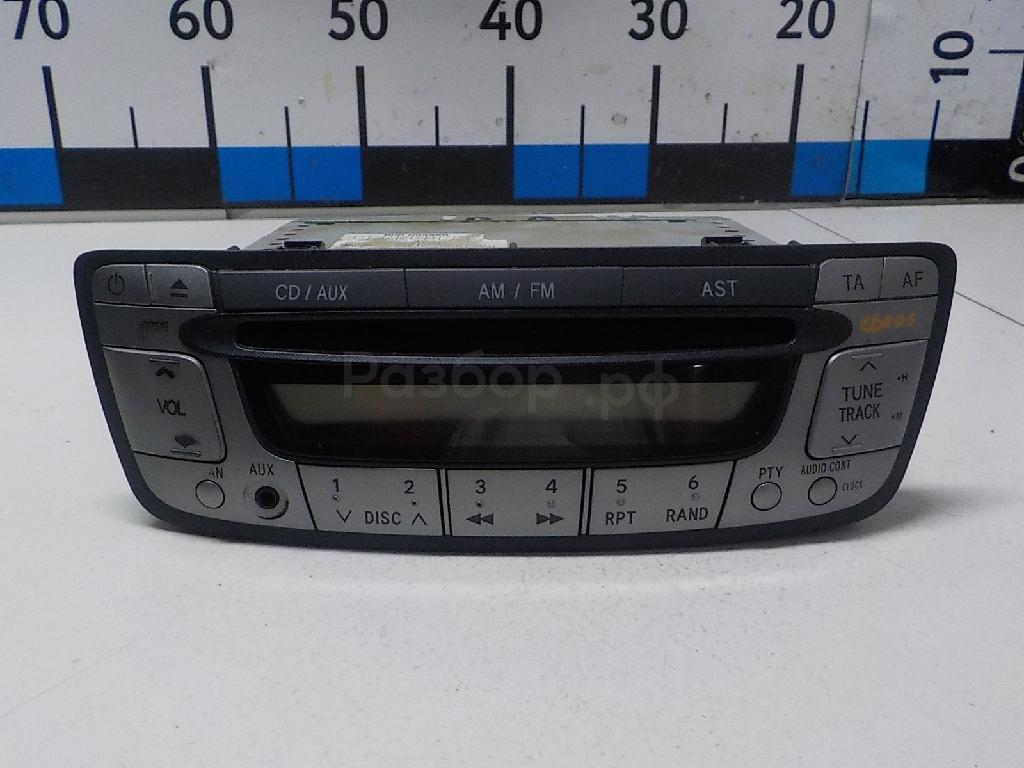 70 60 50 40 30 20 10 0
CD / AUX AM / FM AST TA AF
VOL
TUNE
TRACK
•H
•M
Разбор.рф
AN AUX 1 2 3 4 5 6 PTY AUDIO CONT
CLOCK
DISC RPT RAND